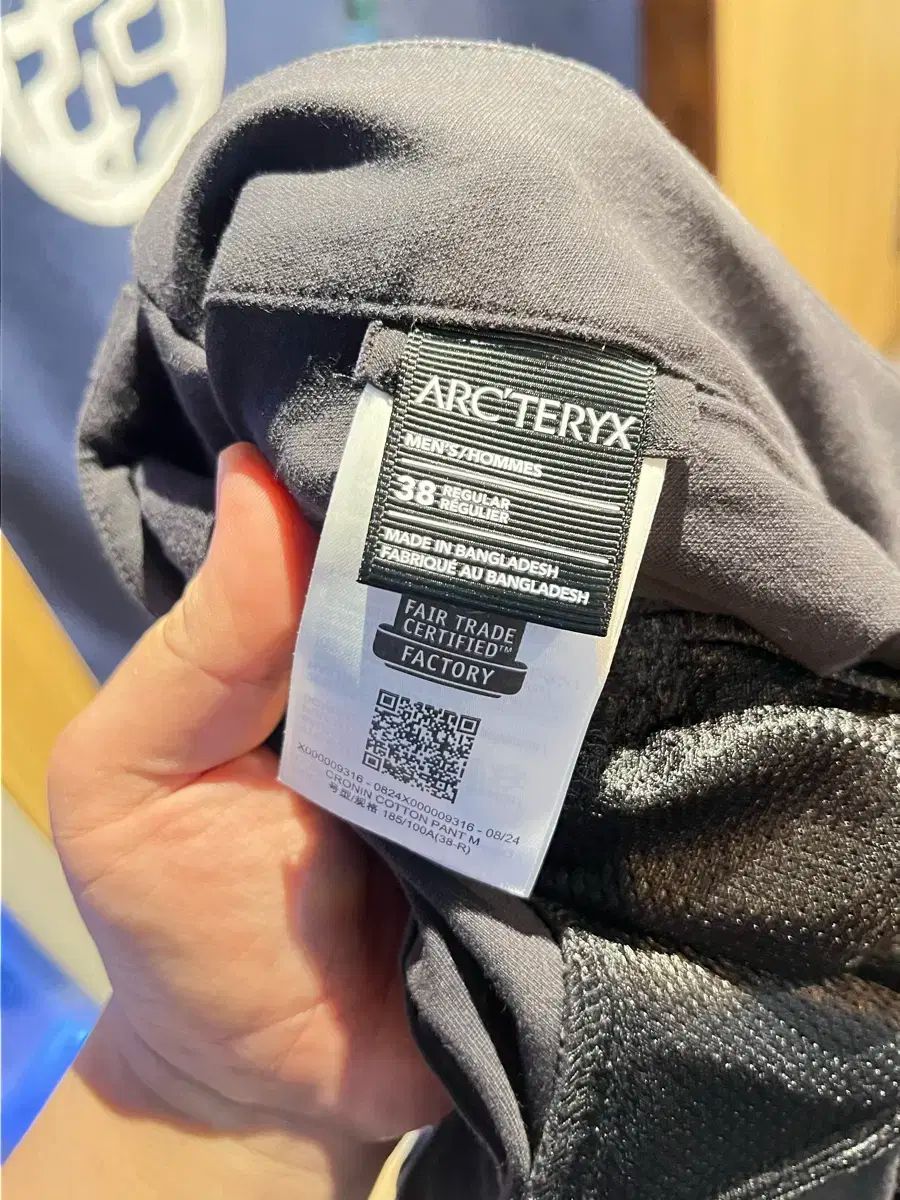 ARC'TERYX
MEN'S/HOMMES
38 REGULAR
RÉGULIER
MADE IN BANGLADESH
FABRIQUÉ AU BANGLADESH
FAIR TRADE
CERTIFIED™
FACTORY
X000009316 - 0824X000009316 - 08/24
CRONIN COTTON PANT M
号型/规格 185/100A(38-R)